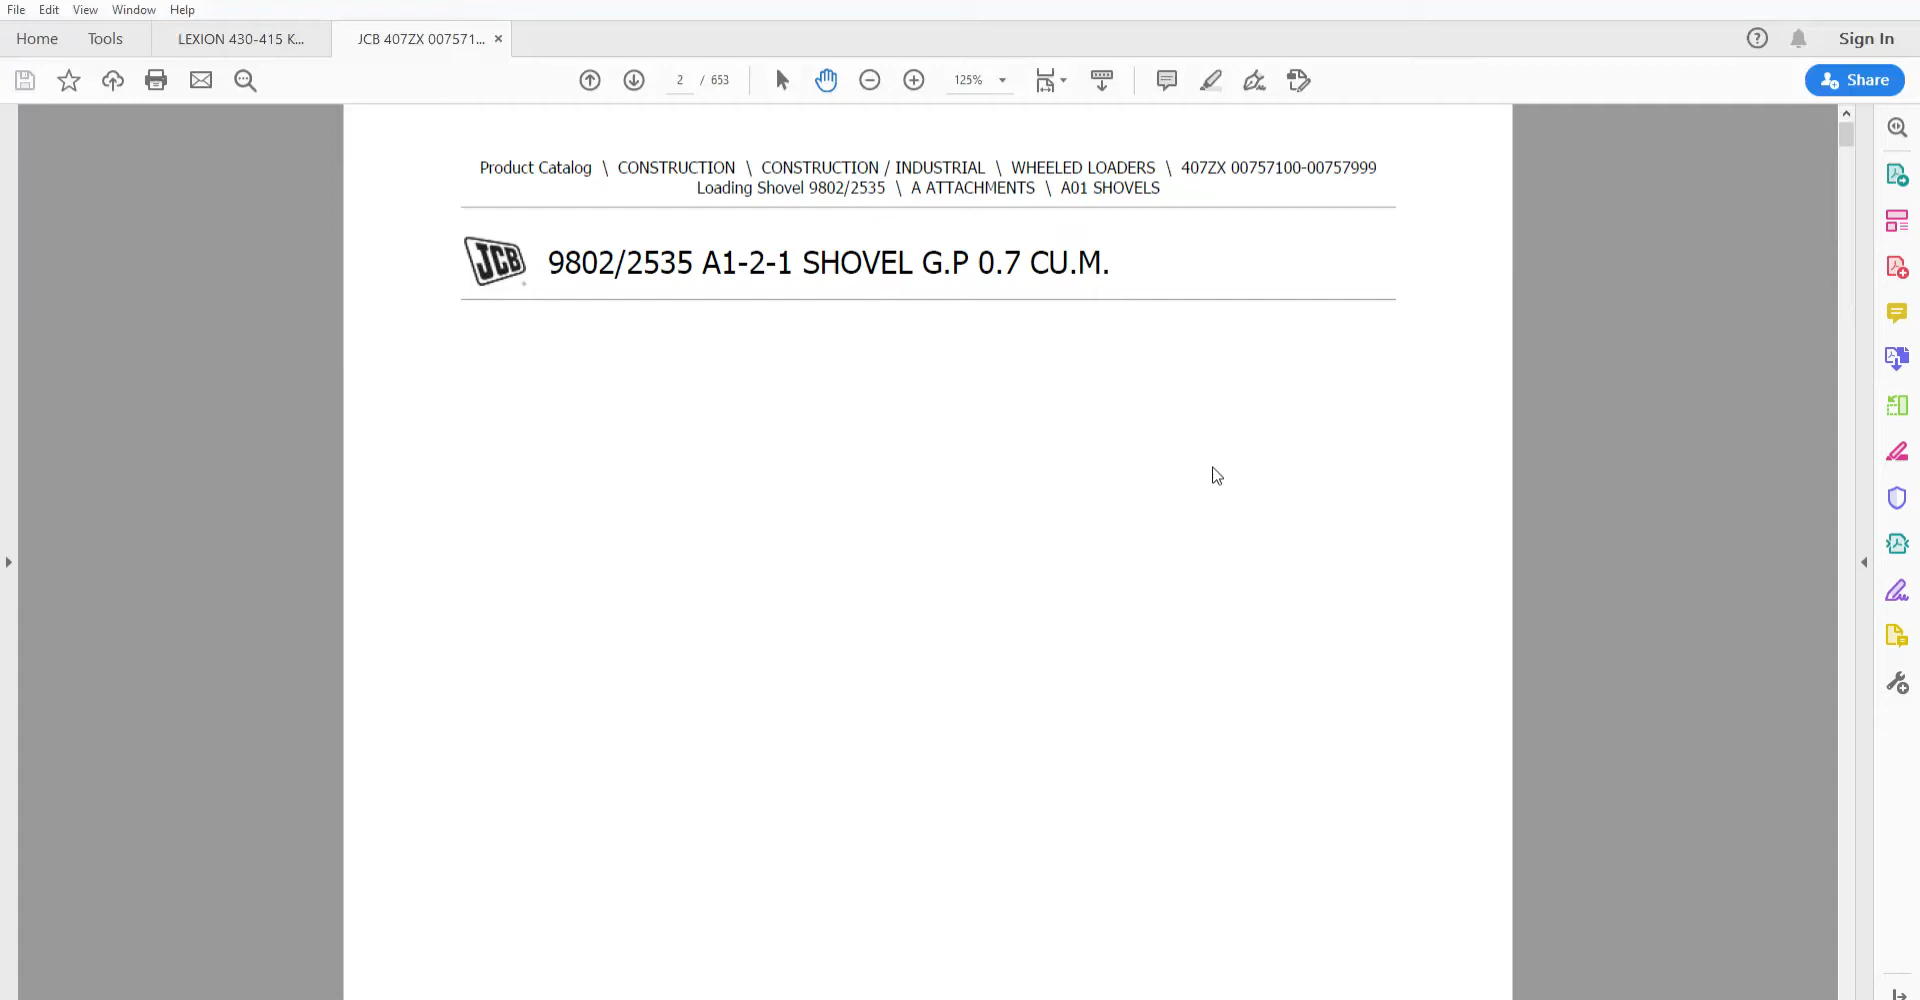 File Edit View Window Help
Home Tools LEXION 430-415 K... JCB 407ZX 007571... × Sign In
2 / 653 125% Share
Product Catalog \ CONSTRUCTION \ CONSTRUCTION / INDUSTRIAL \ WHEELED LOADERS \ 407ZX 00757100-00757999
Loading Shovel 9802/2535 \ A ATTACHMENTS \ A01 SHOVELS
JCB 9802/2535 A1-2-1 SHOVEL G.P 0.7 CU.M.